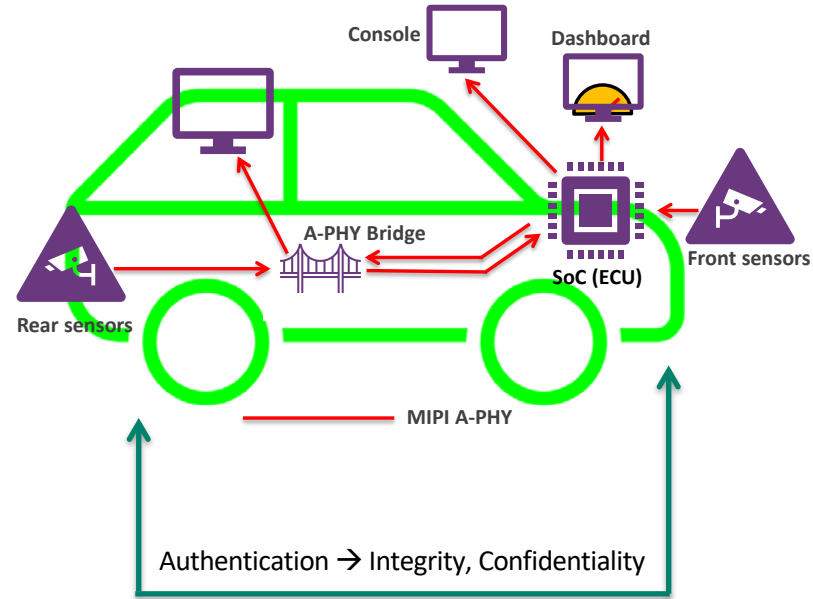 Console
Dashboard
A-PHY Bridge
SoC (ECU)
Front sensors
Rear sensors
MIPI A-PHY
Authentication → Integrity, Confidentiality